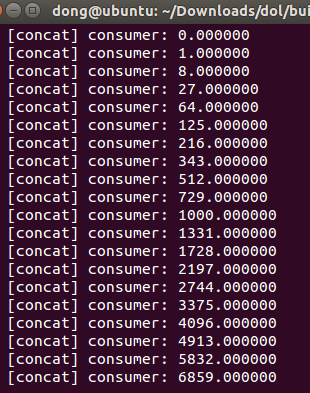 dong@ubuntu: ~/Downloads/dol/bui
[concat] consumer: 0.000000
[concat] consumer: 1.000000
[concat] consumer: 8.000000
[concat] consumer: 27.000000
[concat] consumer: 64.000000
[concat] consumer: 125.000000
[concat] consumer: 216.000000
[concat] consumer: 343.000000
[concat] consumer: 512.000000
[concat] consumer: 729.000000
[concat] consumer: 1000.000000
[concat] consumer: 1331.000000
[concat] consumer: 1728.000000
[concat] consumer: 2197.000000
[concat] consumer: 2744.000000
[concat] consumer: 3375.000000
[concat] consumer: 4096.000000
[concat] consumer: 4913.000000
[concat] consumer: 5832.000000
[concat] consumer: 6859.000000